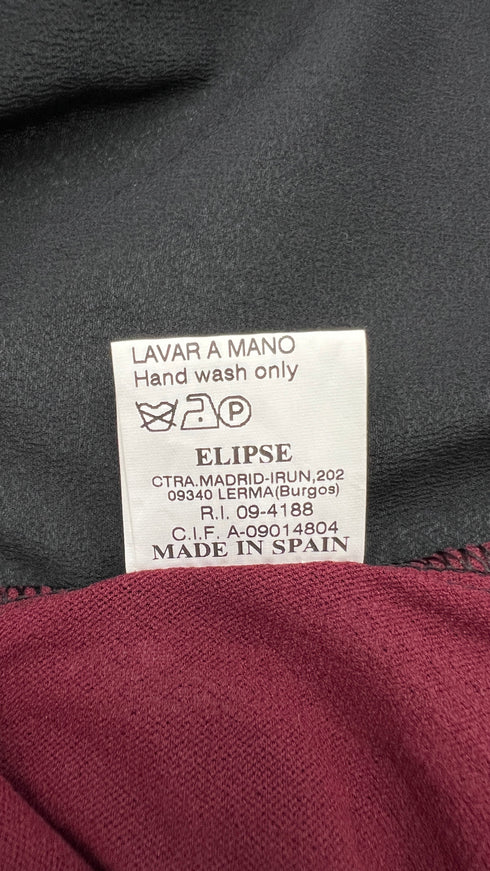 LAVAR A MANO
Hand wash only
P
ELIPSE
CTRA.MADRID-IRUN,202
09340 LERMA(Burgos)
R.I. 09-4188
C.I.F. A-09014804
MADE IN SPAIN